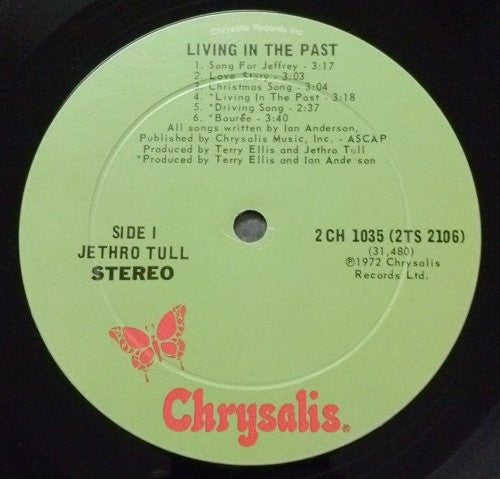 Chrysalis Records Inc.
LIVING IN THE PAST
1. Song For Jeffrey - 3:17
2. Love Story - 3:03
3. Christmas Song - 3:04
4. *Living In The Past - 3:18
5. *Driving Song - 2:37
6. *Bourée - 3:40
All songs written by Ian Anderson,
Published by Chrysalis Music, Inc. - ASCAP
Produced by Terry Ellis and Jethro Tull
*Produced by Terry Ellis and Ian Anderson
SIDE I
JETHRO TULL
STEREO
2 CH 1035 (2TS 2106)
(31,480)
℗1972 Chrysalis
Records Ltd.
Chrysalis®